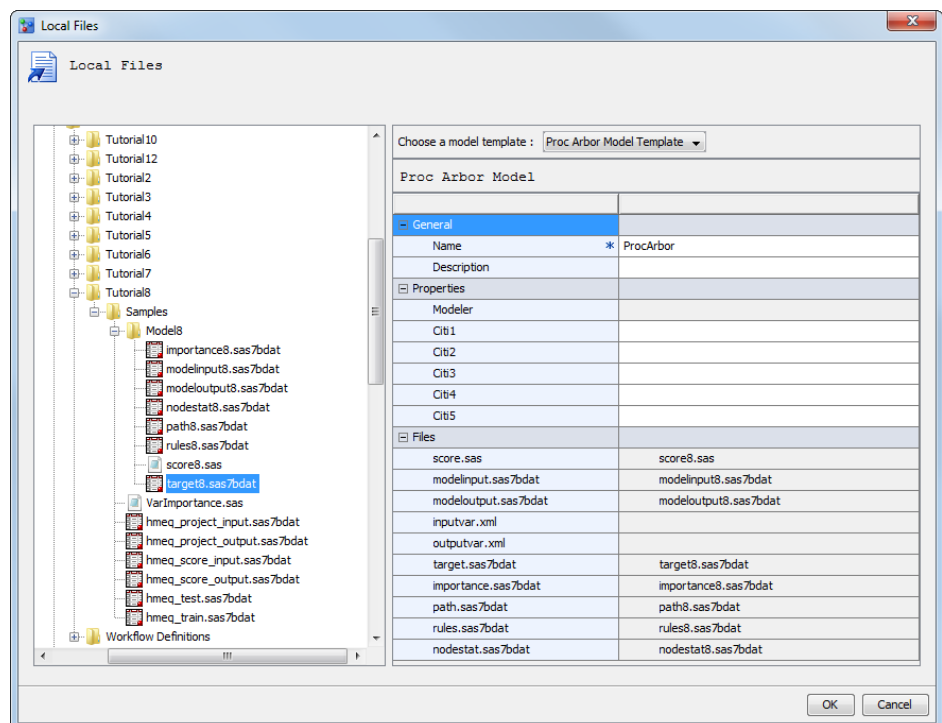 Local Files
Local Files
Tutorial10
Tutorial12
Tutorial2
Tutorial3
Tutorial4
Tutorial5
Tutorial6
Tutorial7
Tutorial8
Samples
Model8
importance8.sas7bdat
modelinput8.sas7bdat
modeloutput8.sas7bdat
nodestat8.sas7bdat
path8.sas7bdat
rules8.sas7bdat
score8.sas
target8.sas7bdat
VarImportance.sas
hmeq_project_input.sas7bdat
hmeq_project_output.sas7bdat
hmeq_score_input.sas7bdat
hmeq_score_output.sas7bdat
hmeq_test.sas7bdat
hmeq_train.sas7bdat
Workflow Definitions
Choose a model template : Proc Arbor Model Template
Proc Arbor Model
General
Name * ProcArbor
Description
Properties
Modeler
Citi1
Citi2
Citi3
Citi4
Citi5
Files
score.sas score8.sas
modelinput.sas7bdat modelinput8.sas7bdat
modeloutput.sas7bdat modeloutput8.sas7bdat
inputvar.xml
outputvar.xml
target.sas7bdat target8.sas7bdat
importance.sas7bdat importance8.sas7bdat
path.sas7bdat path8.sas7bdat
rules.sas7bdat rules8.sas7bdat
nodestat.sas7bdat nodestat8.sas7bdat
OK Cancel